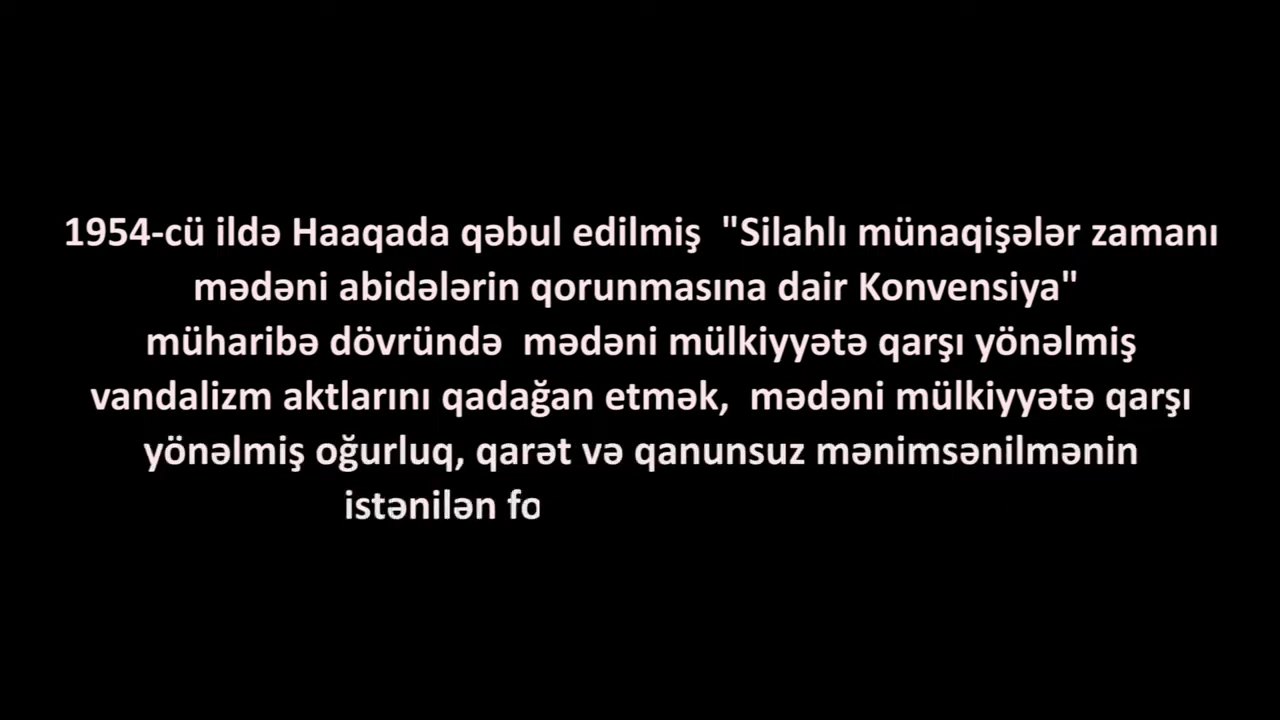 1954-cü ildə Haaqada qəbul edilmiş "Silahlı münaqişələr zamanı
mədəni abidələrin qorunmasına dair Konvensiya"
müharibə dövründə mədəni mülkiyyətə qarşı yönəlmiş
vandalizm aktlarını qadağan etmək, mədəni mülkiyyətə qarşı
yönəlmiş oğurluq, qarət və qanunsuz mənimsənilmənin
istənilən